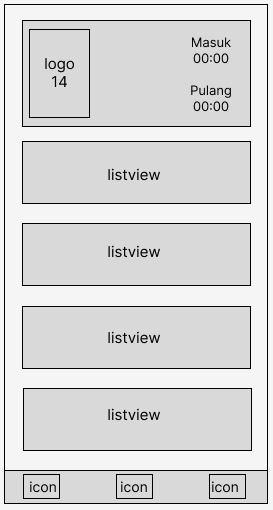 logo
14
Masuk
00:00
Pulang
00:00
listview
listview
listview
listview
icon
icon
icon